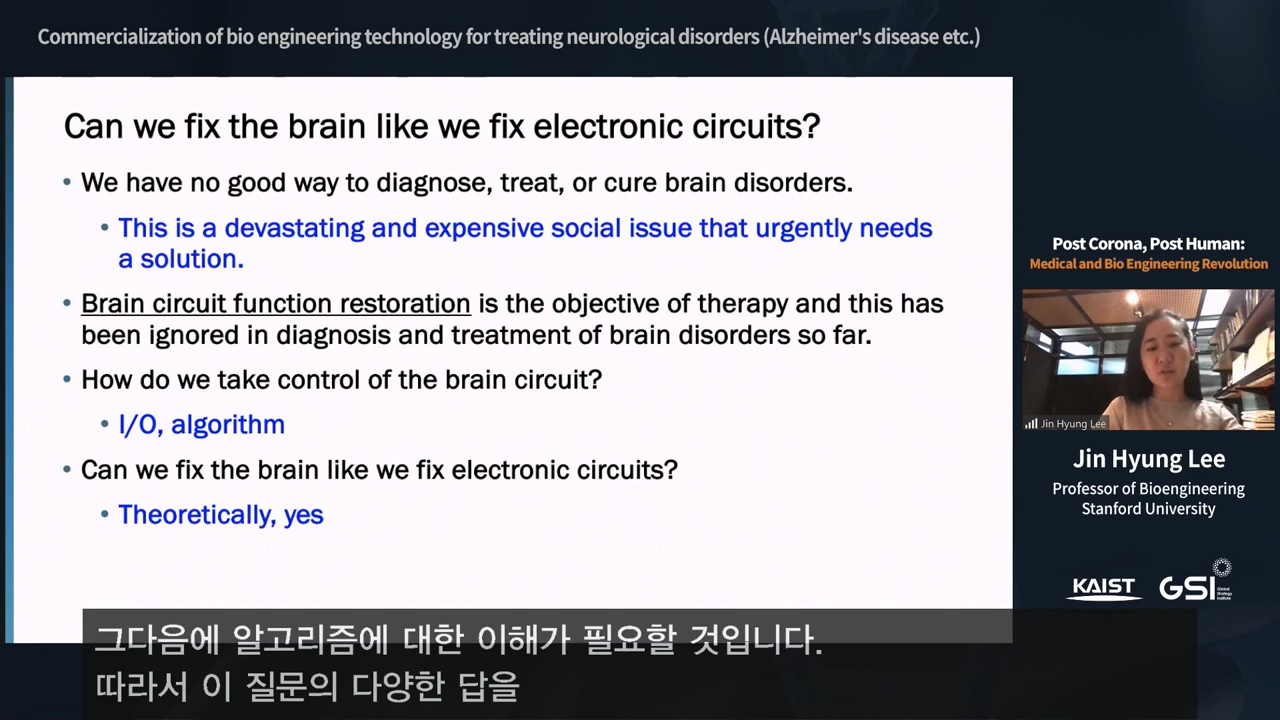 Commercialization of bio engineering technology for treating neurological disorders (Alzheimer's disease etc.)
Can we fix the brain like we fix electronic circuits?
• We have no good way to diagnose, treat, or cure brain disorders.
• This is a devastating and expensive social issue that urgently needs
a solution.
• Brain circuit function restoration is the objective of therapy and this has
been ignored in diagnosis and treatment of brain disorders so far.
• How do we take control of the brain circuit?
• I/O, algorithm
• Can we fix the brain like we fix electronic circuits?
• Theoretically, yes
Post Corona, Post Human:
Medical and Bio Engineering Revolution
Jin Hyung Lee
Jin Hyung Lee
Professor of Bioengineering
Stanford University
KAIST
GSI
Global
Strategy
Institute
그다음에 알고리즘에 대한 이해가 필요할 것입니다.
따라서 이 질문의 다양한 답을